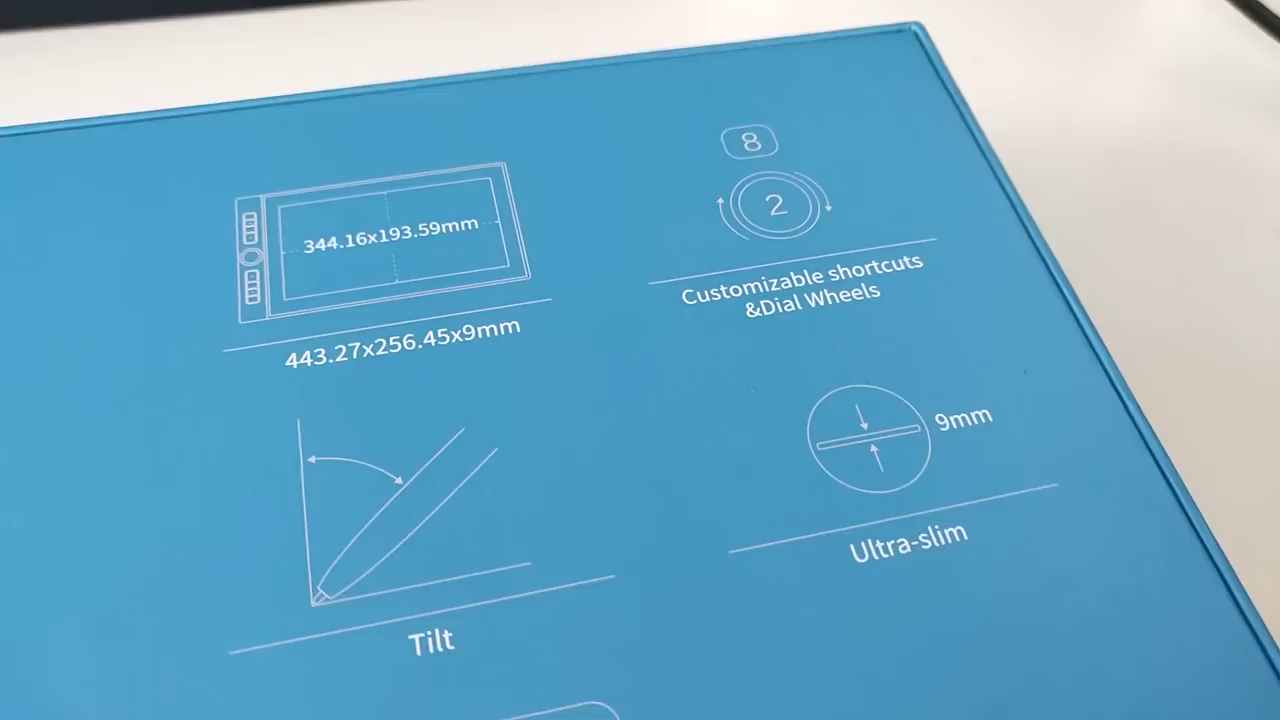 344.16x193.59mm
443.27x256.45x9mm
8
2
Customizable shortcuts
&Dial Wheels
Tilt
9mm
Ultra-slim